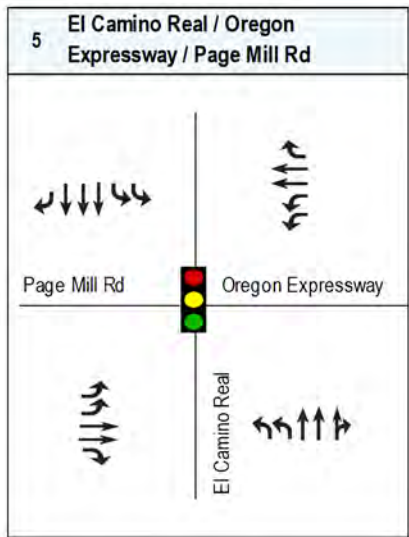 5
El Camino Real / Oregon
Expressway / Page Mill Rd
Page Mill Rd
Oregon Expressway
El Camino Real